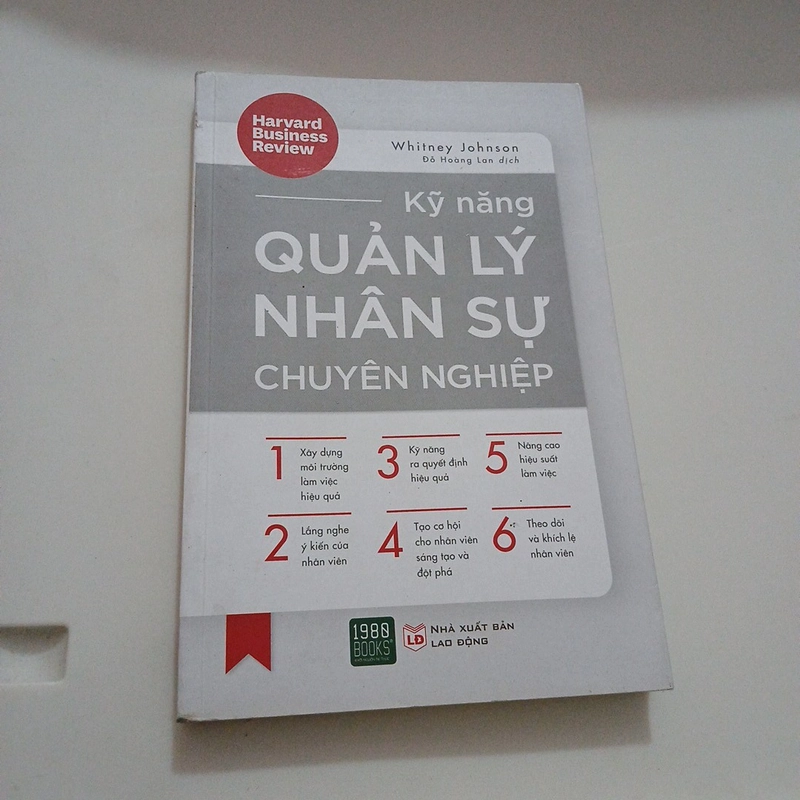 Harvard
Business
Review
Whitney Johnson
Đỗ Hoàng Lan dịch
Kỹ năng
QUẢN LÝ
NHÂN SỰ
CHUYÊN NGHIỆP
1
Xây dựng
môi trường
làm việc
hiệu quả
2
Lắng nghe
ý kiến của
nhân viên
3
Kỹ năng
ra quyết định
hiệu quả
4
Tạo cơ hội
cho nhân viên
sáng tạo và
đột phá
5
Nâng cao
hiệu suất
làm việc
6
Theo dõi
và khích lệ
nhân viên
1980
BOOKS
LĐ
NHÀ XUẤT BẢN
LAO ĐỘNG